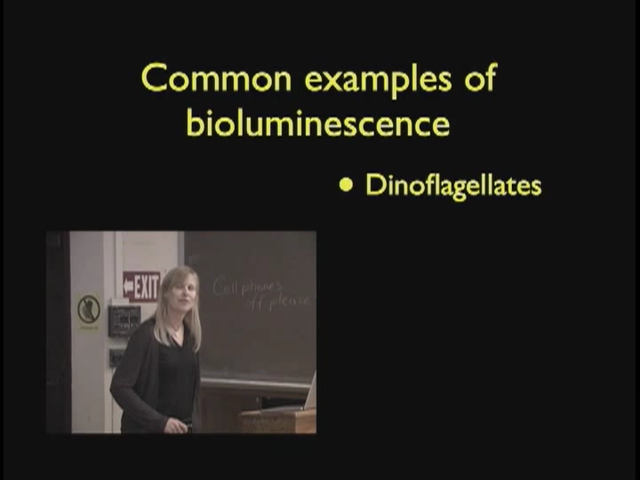 Common examples of
bioluminescence
• Dinoflagellates
EXIT
Cell phones
off please